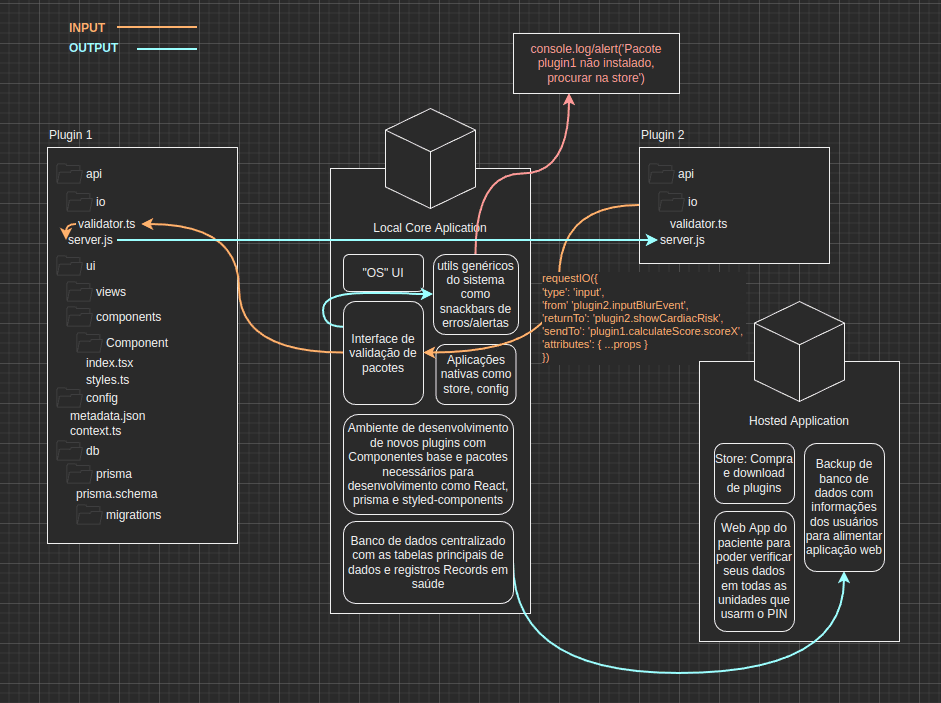 INPUT
OUTPUT
console.log/alert('Pacote
plugin1 não instalado,
procurar na store')
Plugin 1
api
io
validator.ts
server.js
ui
views
components
Component
index.tsx
styles.ts
config
metadata.json
context.ts
db
prisma
prisma.schema
migrations
Local Core Aplication
"OS" UI
utils genéricos
do sistema
como
snackbars de
erros/alertas
Interface de
validação de
pacotes
Aplicações
nativas como
store, config
Ambiente de desenvolvimento
de novos plugins com
Componentes base e pacotes
necessários para
desenvolvimento como React,
prisma e styled-components
Banco de dados centralizado
com as tabelas principais de
dados e registros Records em
saúde
Plugin 2
api
io
validator.ts
server.js
requestIO({
'type': 'input',
'from' 'plugin2.inputBlurEvent',
'returnTo': 'plugin2.showCardiacRisk',
'sendTo': 'plugin1.calculateScore.scoreX',
'attributes': { ...props }
})
Hosted Application
Store: Compra
e download
de plugins
Web App do
paciente para
poder verificar
seus dados
em todas as
unidades que
usarm o PIN
Backup de
banco de
dados com
informações
dos usuários
para alimentar
aplicação web